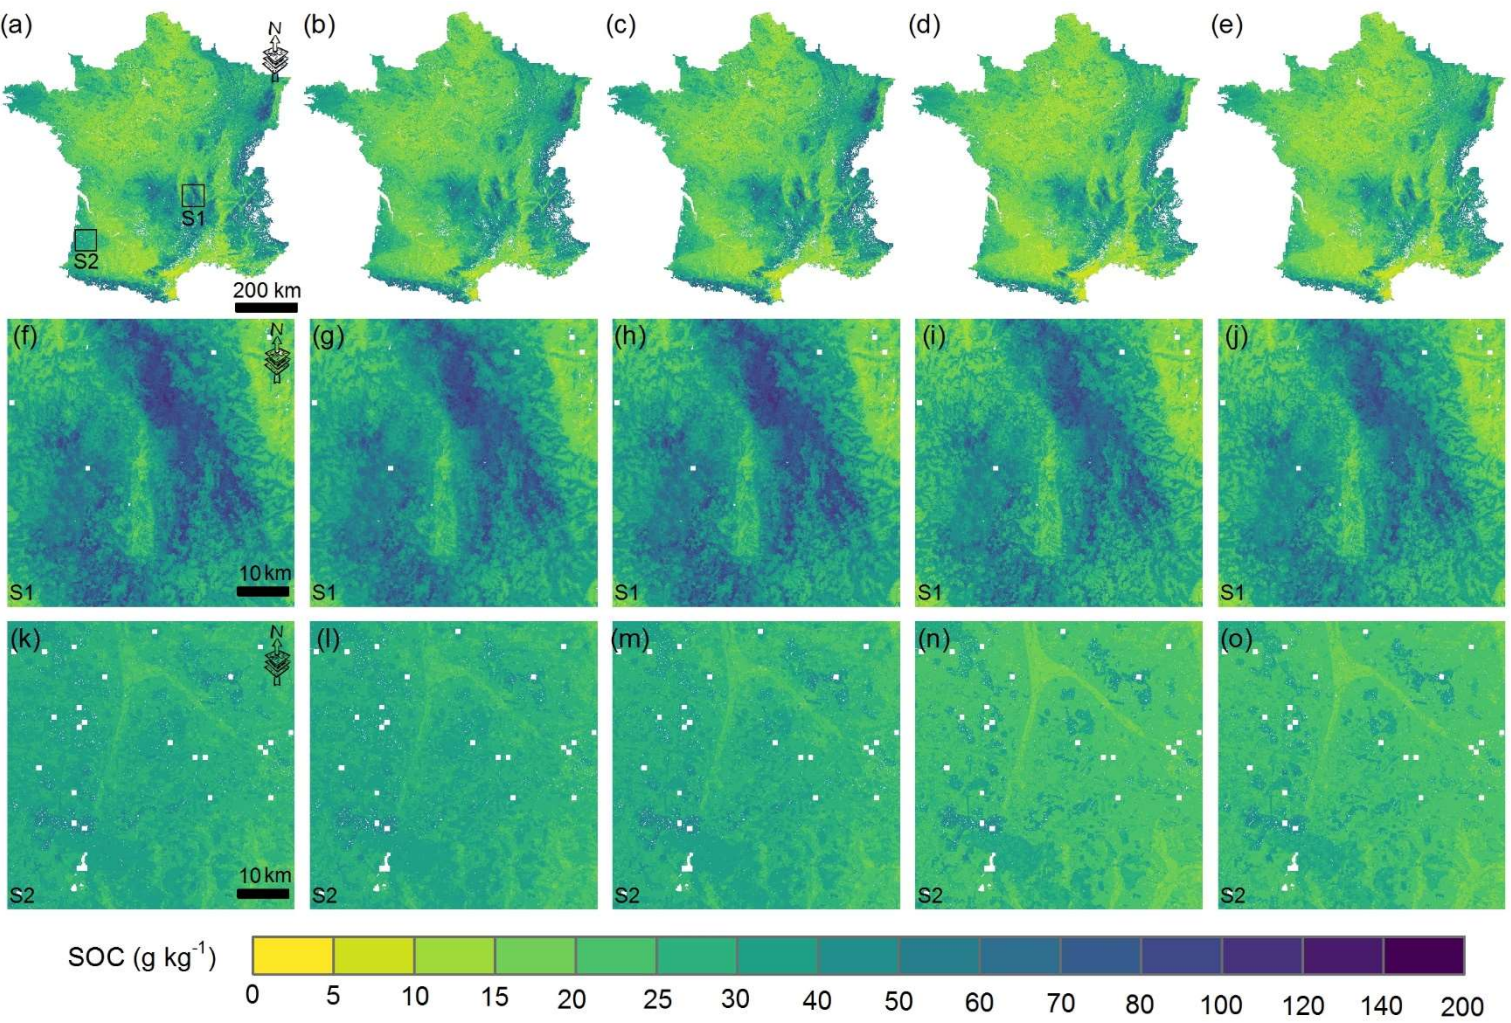 (a) N (b) (c) (d) (e)
S1
S2
200 km
(f) N (g) (h) (i) (j)
10 km
S1 S1 S1 S1 S1
(k) N (l) (m) (n) (o)
10 km
S2 S2 S2 S2 S2
SOC (g kg-1)
0 5 10 15 20 25 30 40 50 60 70 80 100 120 140 200